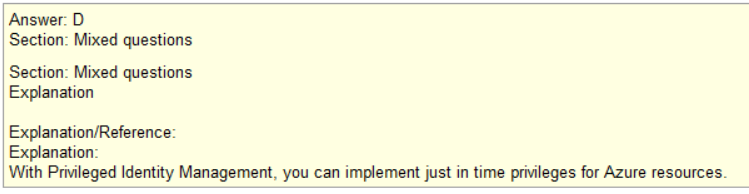 Answer: D
Section: Mixed questions
Section: Mixed questions
Explanation
Explanation/Reference:
Explanation:
With Privileged Identity Management, you can implement just in time privileges for Azure resources.